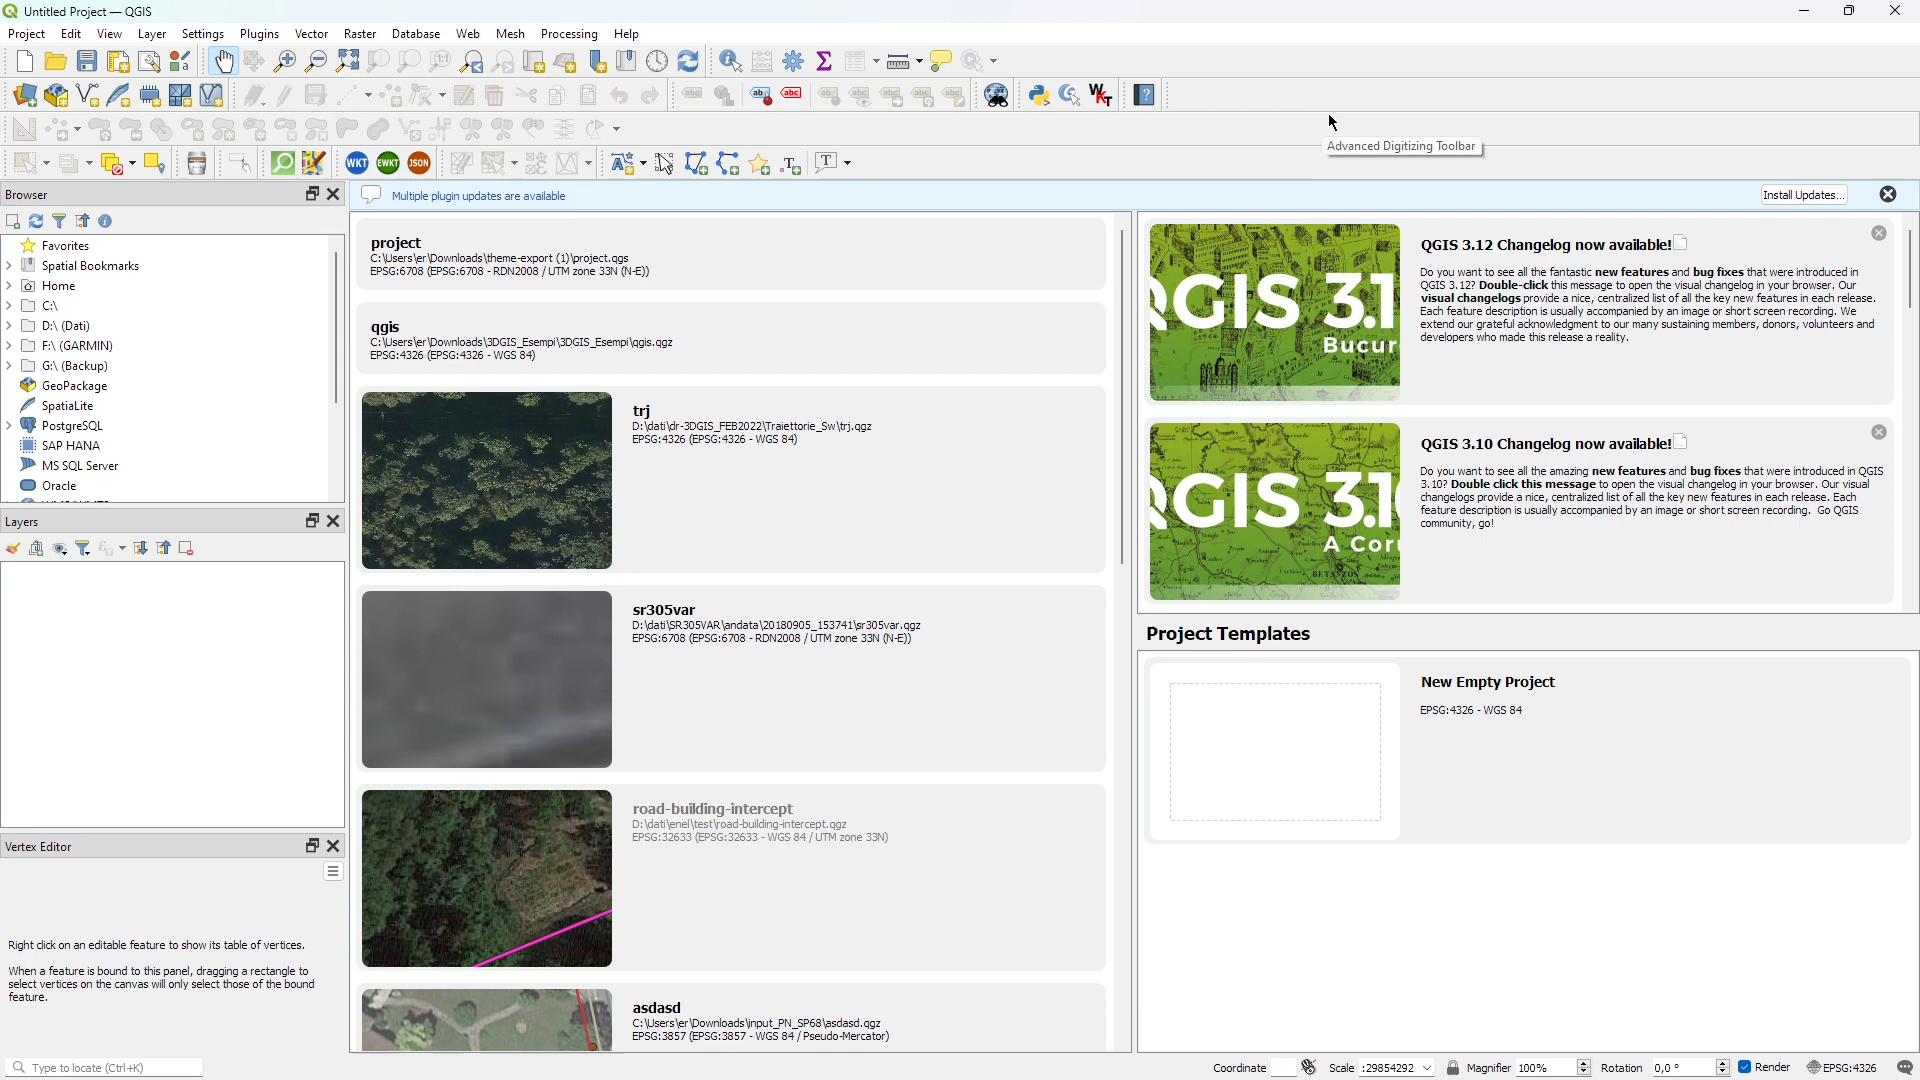 Untitled Project — QGIS
Project Edit View Layer Settings Plugins Vector Raster Database Web Mesh Processing Help
Advanced Digitizing Toolbar
WKT EWKT JSON
Browser
Multiple plugin updates are available
Install Updates...
Favorites
Spatial Bookmarks
Home
C:\
D:\ (Dati)
F:\ (GARMIN)
G:\ (Backup)
GeoPackage
SpatiaLite
PostgreSQL
SAP HANA
MS SQL Server
Oracle
Layers
Vertex Editor
Right click on an editable feature to show its table of vertices.
When a feature is bound to this panel, dragging a rectangle to
select vertices on the canvas will only select those of the bound
feature.
project
C:\Users\er\Downloads\theme-export (1)\project.qgs
EPSG:6708 (EPSG:6708 - RDN2008 / UTM zone 33N (N-E))
qgis
C:\Users\er\Downloads\3DGIS_Esempi\3DGIS_Esempi\qgis.qgz
EPSG:4326 (EPSG:4326 - WGS 84)
trj
D:\dati\dr-3DGIS_FEB2022\Traiettorie_Sw\trj.qgz
EPSG:4326 (EPSG:4326 - WGS 84)
sr305var
D:\dati\SR305VAR\andata\20180905_153741\sr305var.qgz
EPSG:6708 (EPSG:6708 - RDN2008 / UTM zone 33N (N-E))
road-building-intercept
D:\dati\enel\test\road-building-intercept.qgz
EPSG:32633 (EPSG:32633 - WGS 84 / UTM zone 33N)
asdasd
C:\Users\er\Downloads\input_PN_SP68\asdasd.qgz
EPSG:3857 (EPSG:3857 - WGS 84 / Pseudo-Mercator)
QGIS 3.1
Bucur
QGIS 3.12 Changelog now available!
Do you want to see all the fantastic new features and bug fixes that were introduced in
QGIS 3.12? Double-click this message to open the visual changelog in your browser. Our
visual changelogs provide a nice, centralized list of all the key new features in each release.
Each feature description is usually accompanied by an image or short screen recording. We
extend our grateful acknowledgment to our many sustaining members, donors, volunteers and
developers who made this release a reality.
QGIS 3.10
A Coru
BETANZOS
QGIS 3.10 Changelog now available!
Do you want to see all the amazing new features and bug fixes that were introduced in QGIS
3.10? Double click this message to open the visual changelog in your browser. Our visual
changelogs provide a nice, centralized list of all the key new features in each release. Each
feature description is usually accompanied by an image or short screen recording. Go QGIS
community, go!
Project Templates
New Empty Project
EPSG:4326 - WGS 84
Type to locate (Ctrl+K)
Coordinate Scale :29854292 Magnifier 100% Rotation 0,0 ° Render EPSG:4326